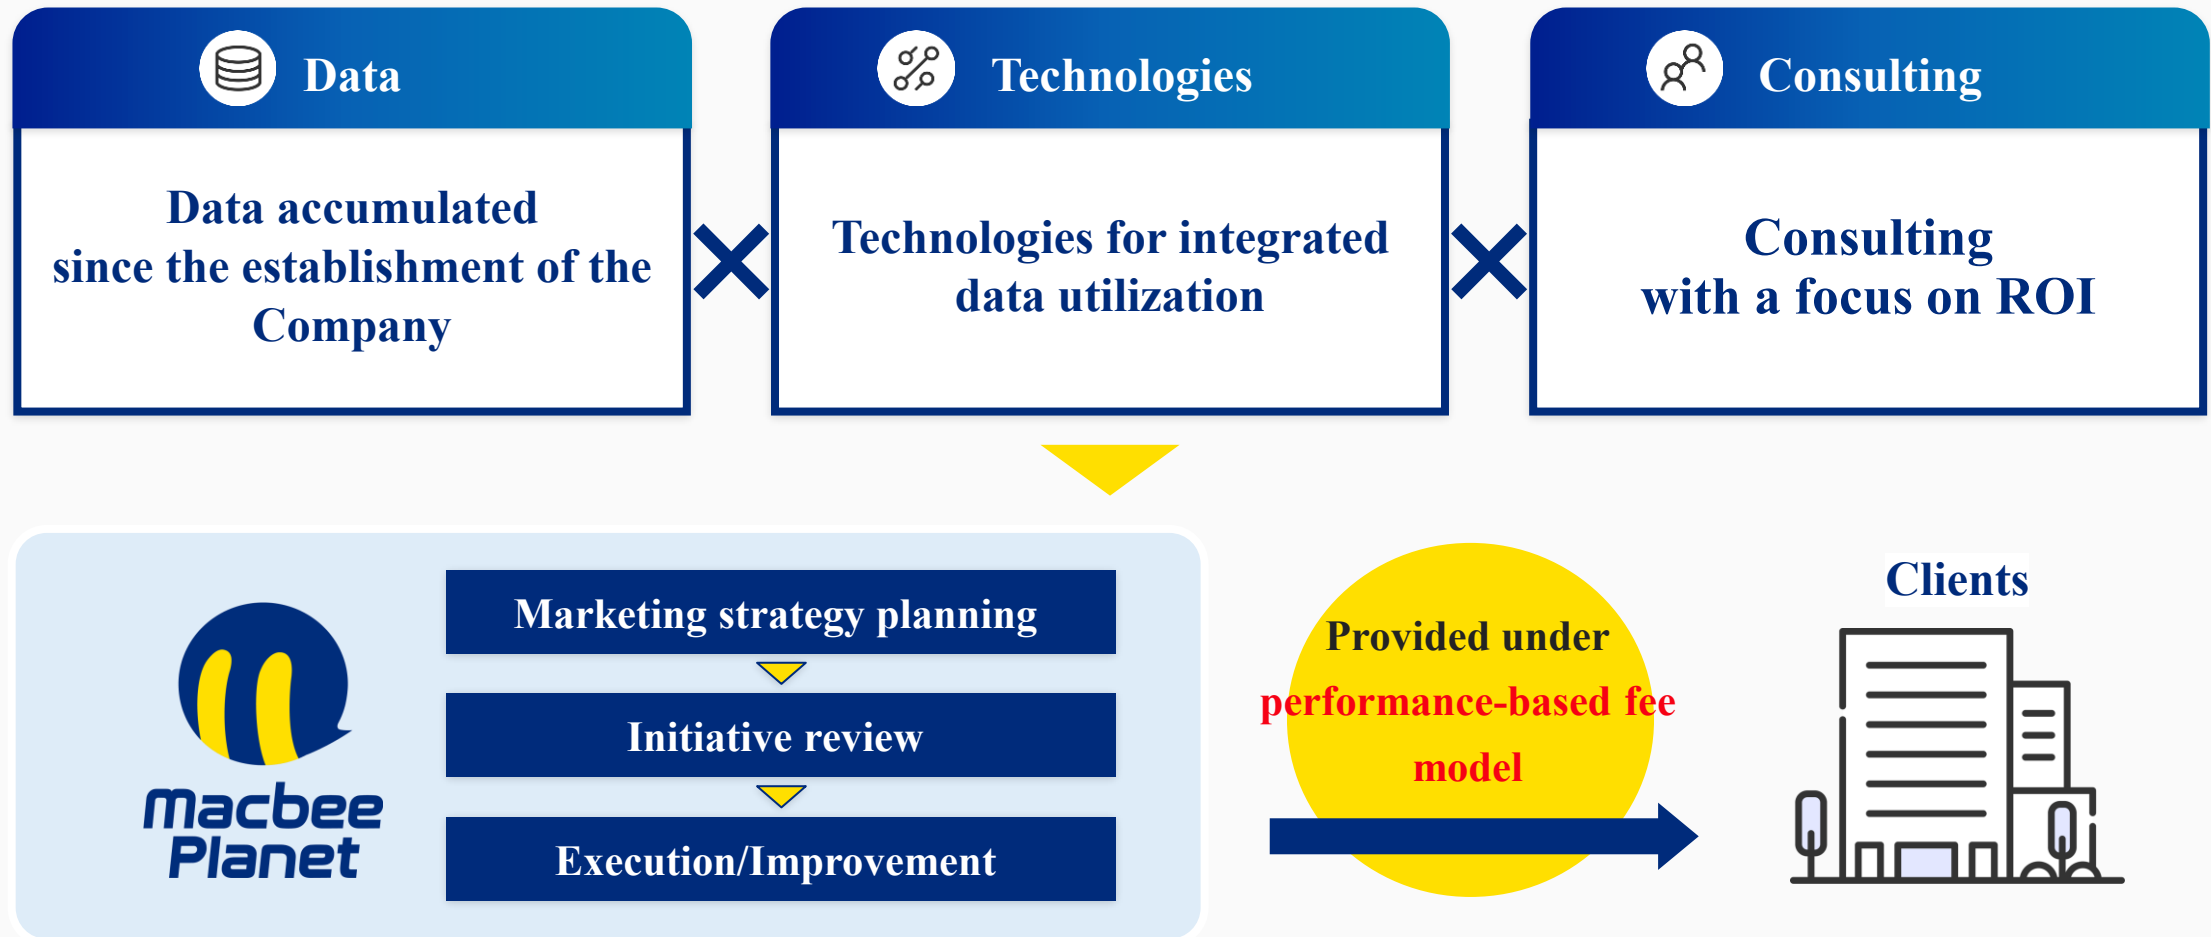 Data
Data accumulated
since the establishment of the
Company
Technologies
Technologies for integrated
data utilization
Consulting
Consulting
with a focus on ROI
macbee
Planet
Marketing strategy planning
Initiative review
Execution/Improvement
Provided under
performance-based fee
model
Clients